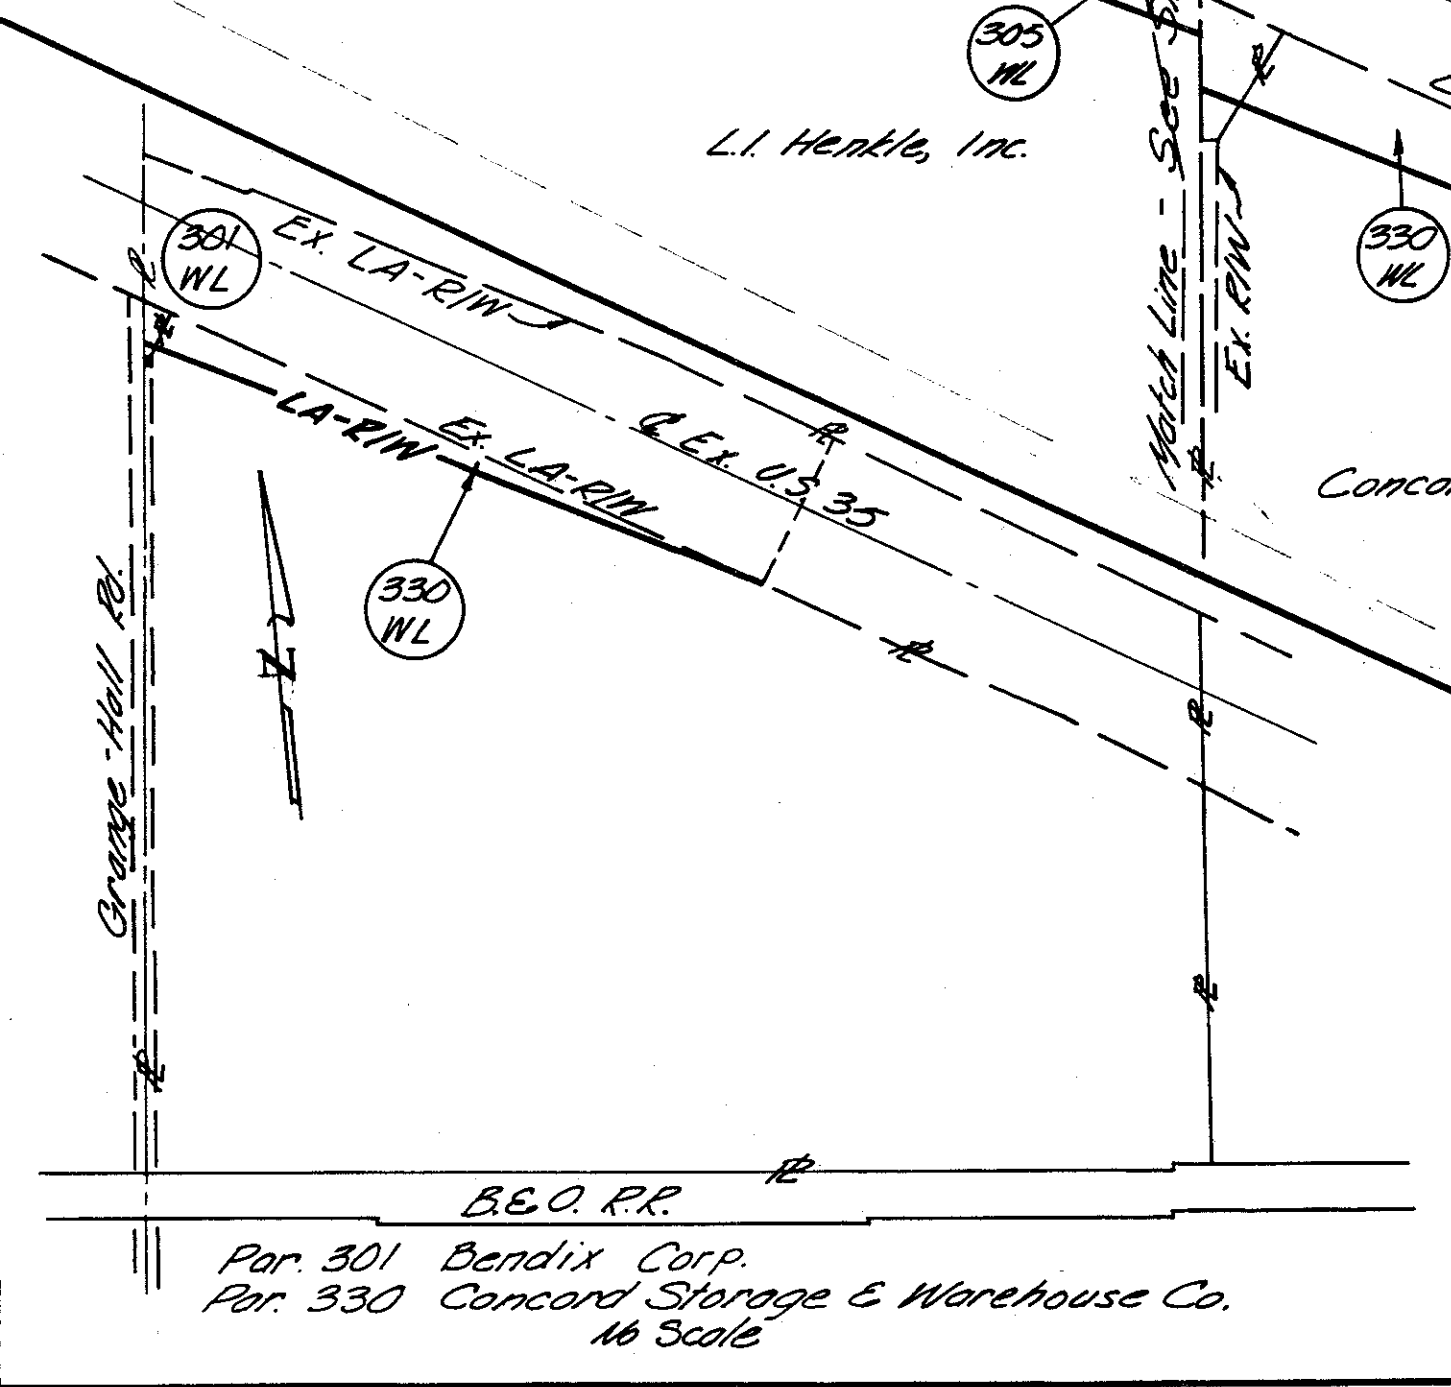 305
WL
L.I. Henkle, Inc.
Match Line - See
Ex. R/W
330
WL
301
WL
Ex. LA-R/W
LA-R/W
Ex. LA-R/W
℄ Ex. U.S. 35
330
WL
Grange-Hall Rd.
N
B.&O. R.R.
Par. 301 Bendix Corp.
Par. 330 Concord Storage & Warehouse Co.
No Scale